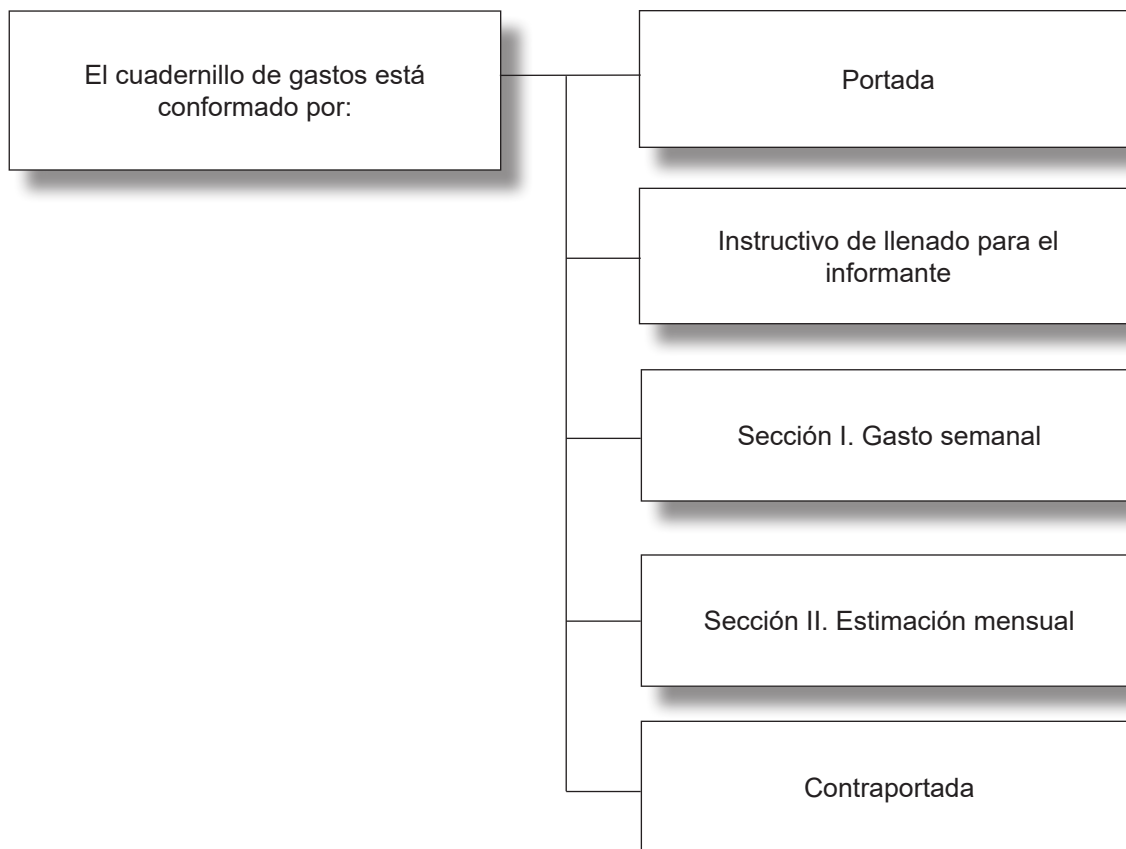 El cuadernillo de gastos está
conformado por:
Portada
Instructivo de llenado para el
informante
Sección I. Gasto semanal
Sección II. Estimación mensual
Contraportada